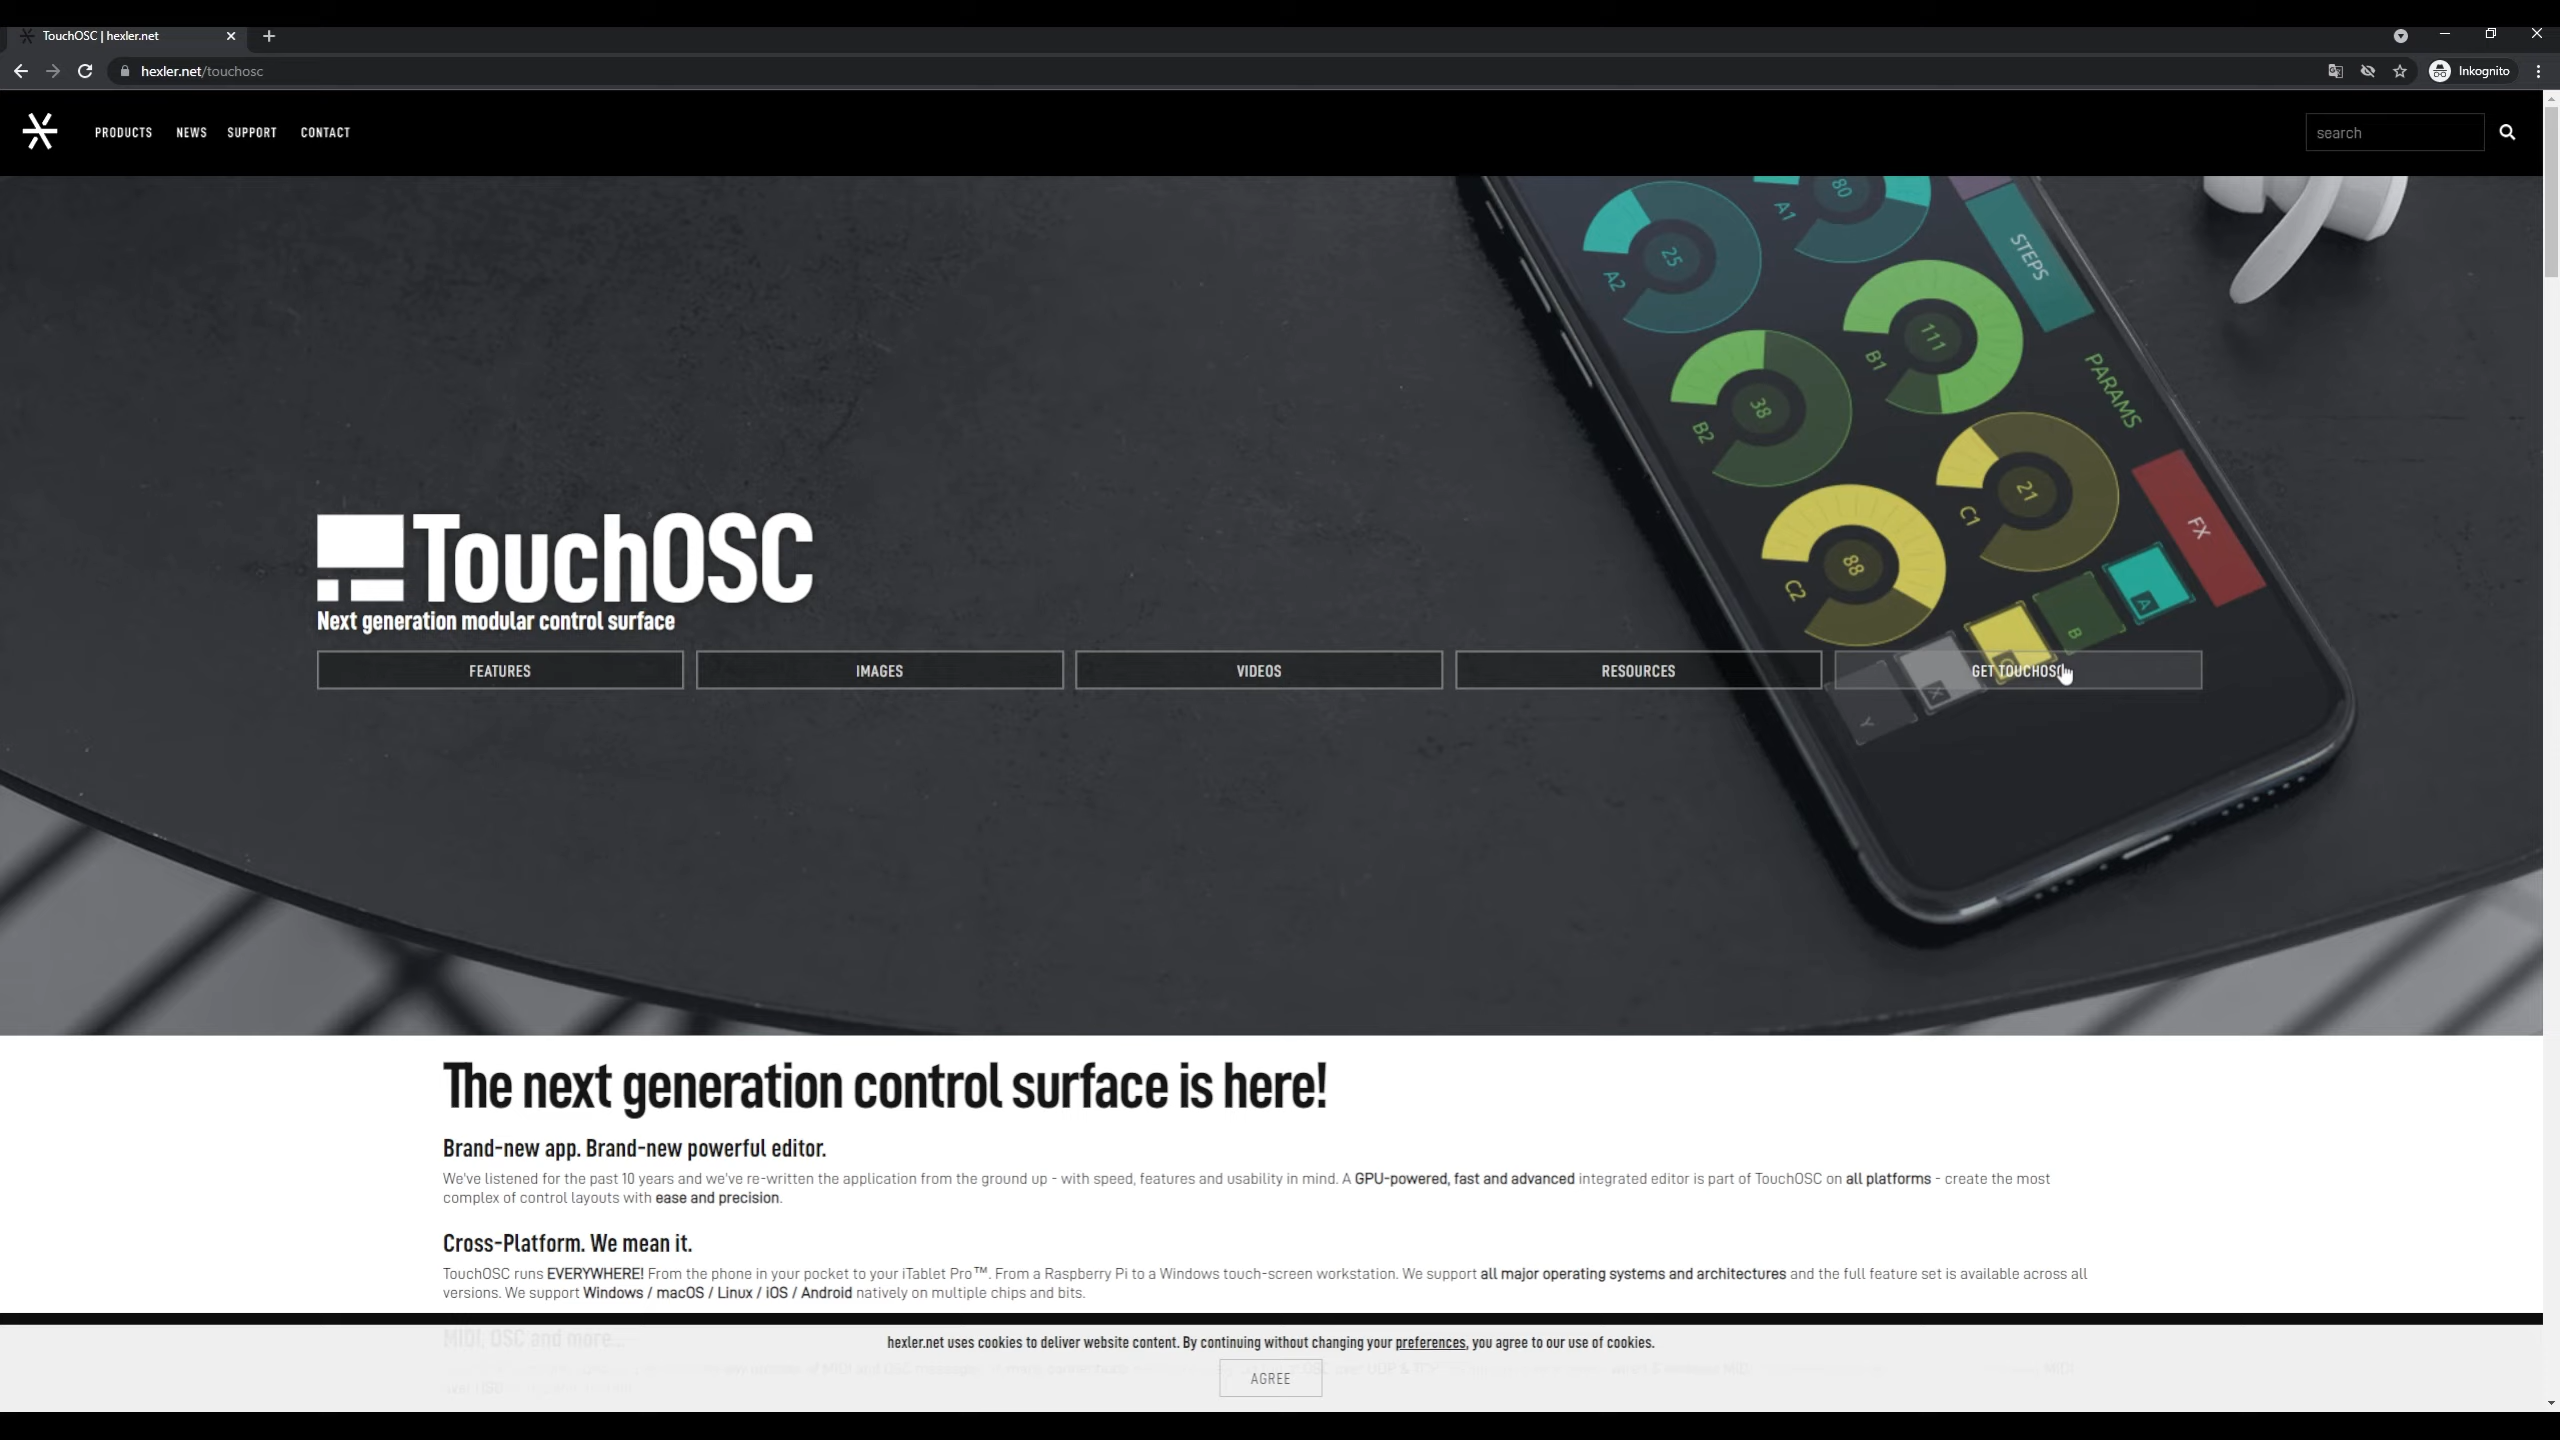 TouchOSC | hexler.net
hexler.net/touchosc
Inkognito
PRODUCTS NEWS SUPPORT CONTACT
search
A1
80
A2
25
STEPS
B1
111
B2
38
PARAMS
C1
21
C2
88
FX
A
B
X
Y
TouchOSC
Next generation modular control surface
FEATURES
IMAGES
VIDEOS
RESOURCES
GET TOUCHOSC
The next generation control surface is here!
Brand-new app. Brand-new powerful editor.
We've listened for the past 10 years and we've re-written the application from the ground up - with speed, features and usability in mind. A GPU-powered, fast and advanced integrated editor is part of TouchOSC on all platforms - create the most
complex of control layouts with ease and precision.
Cross-Platform. We mean it.
TouchOSC runs EVERYWHERE! From the phone in your pocket to your iTablet Pro™. From a Raspberry Pi to a Windows touch-screen workstation. We support all major operating systems and architectures and the full feature set is available across all
versions. We support Windows / macOS / Linux / iOS / Android natively on multiple chips and bits.
MIDI, OSC and more...
hexler.net uses cookies to deliver website content. By continuing without changing your preferences, you agree to our use of cookies.
AGREE